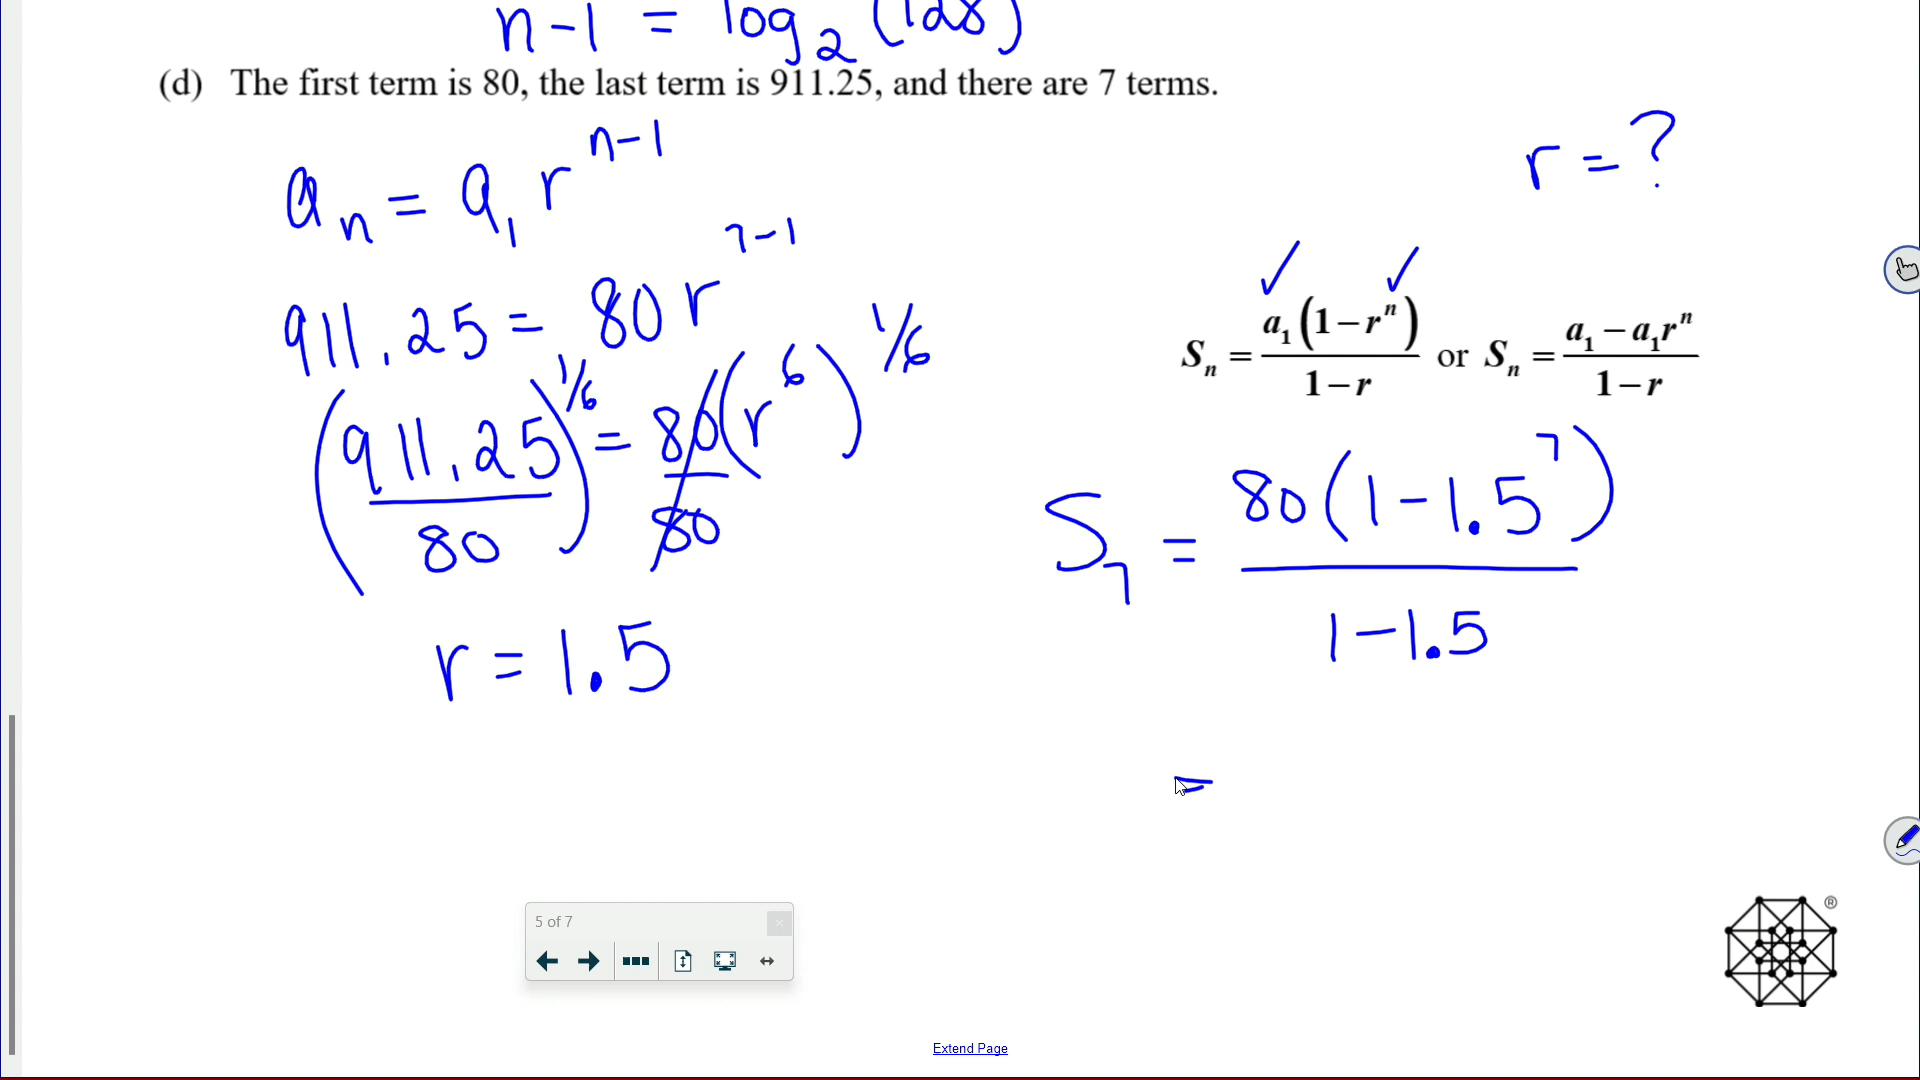 n-1 = log₂(128)
(d) The first term is 80, the last term is 911.25, and there are 7 terms.
r = ?
aₙ = a₁ r^(n-1)
911.25 = 80 r^(7-1)
(911.25/80)^(1/6) = 80/80 (r^6)^(1/6)
r = 1.5
Sₙ = a₁(1-rⁿ)/(1-r) or Sₙ = (a₁-a₁rⁿ)/(1-r)
S₇ = 80(1-1.5⁷)/(1-1.5)
=
5 of 7
®
Extend Page